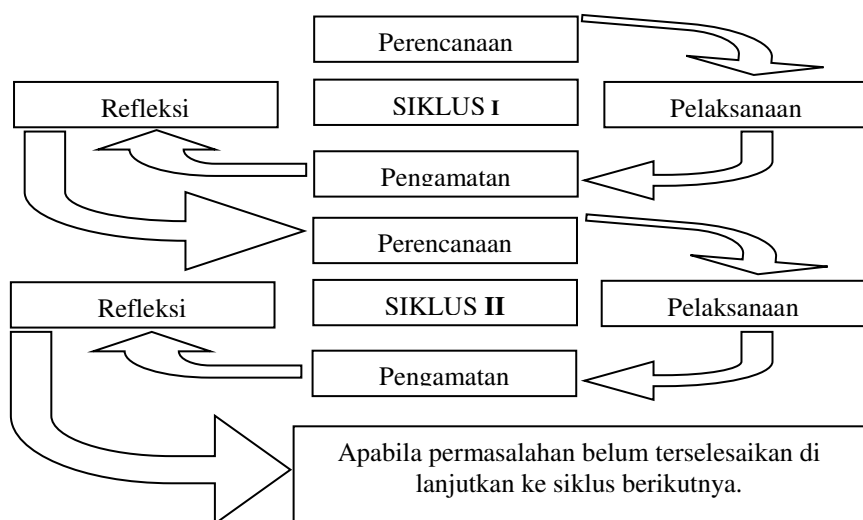 Perencanaan
Refleksi
SIKLUS I
Pelaksanaan
Pengamatan
Perencanaan
Refleksi
SIKLUS II
Pelaksanaan
Pengamatan
Apabila permasalahan belum terselesaikan di
lanjutkan ke siklus berikutnya.